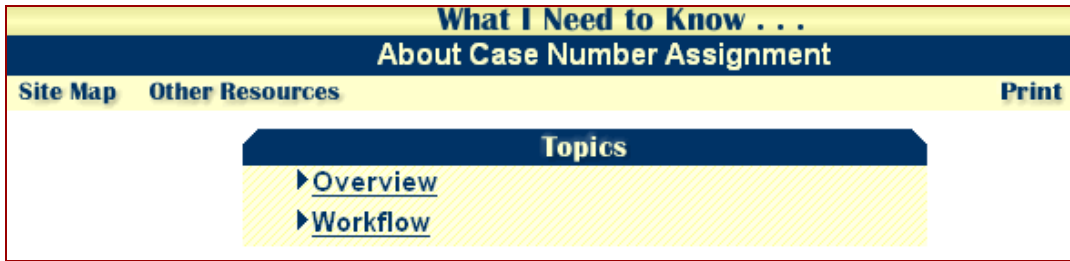 What I Need to Know . . .
About Case Number Assignment
Site Map Other Resources Print
Topics
Overview
Workflow